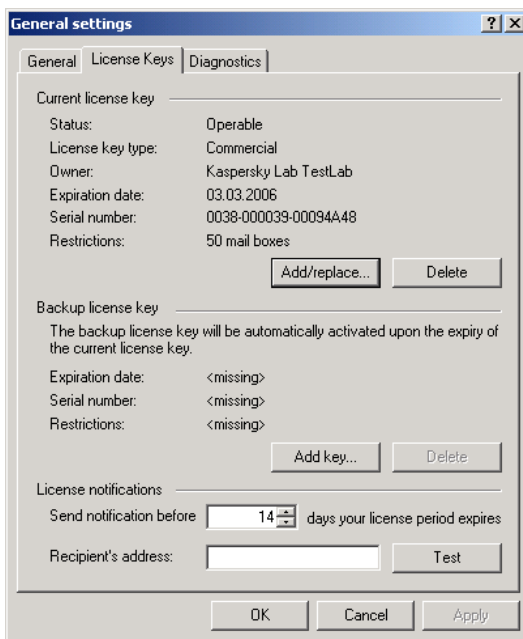 General settings
General License Keys Diagnostics
Current license key
Status: Operable
License key type: Commercial
Owner: Kaspersky Lab TestLab
Expiration date: 03.03.2006
Serial number: 0038-000039-00094A48
Restrictions: 50 mail boxes
Add/replace... Delete
Backup license key
The backup license key will be automatically activated upon the expiry of
the current license key.
Expiration date: <missing>
Serial number: <missing>
Restrictions: <missing>
Add key... Delete
License notifications
Send notification before 14 days your license period expires
Recipient's address: Test
OK Cancel Apply